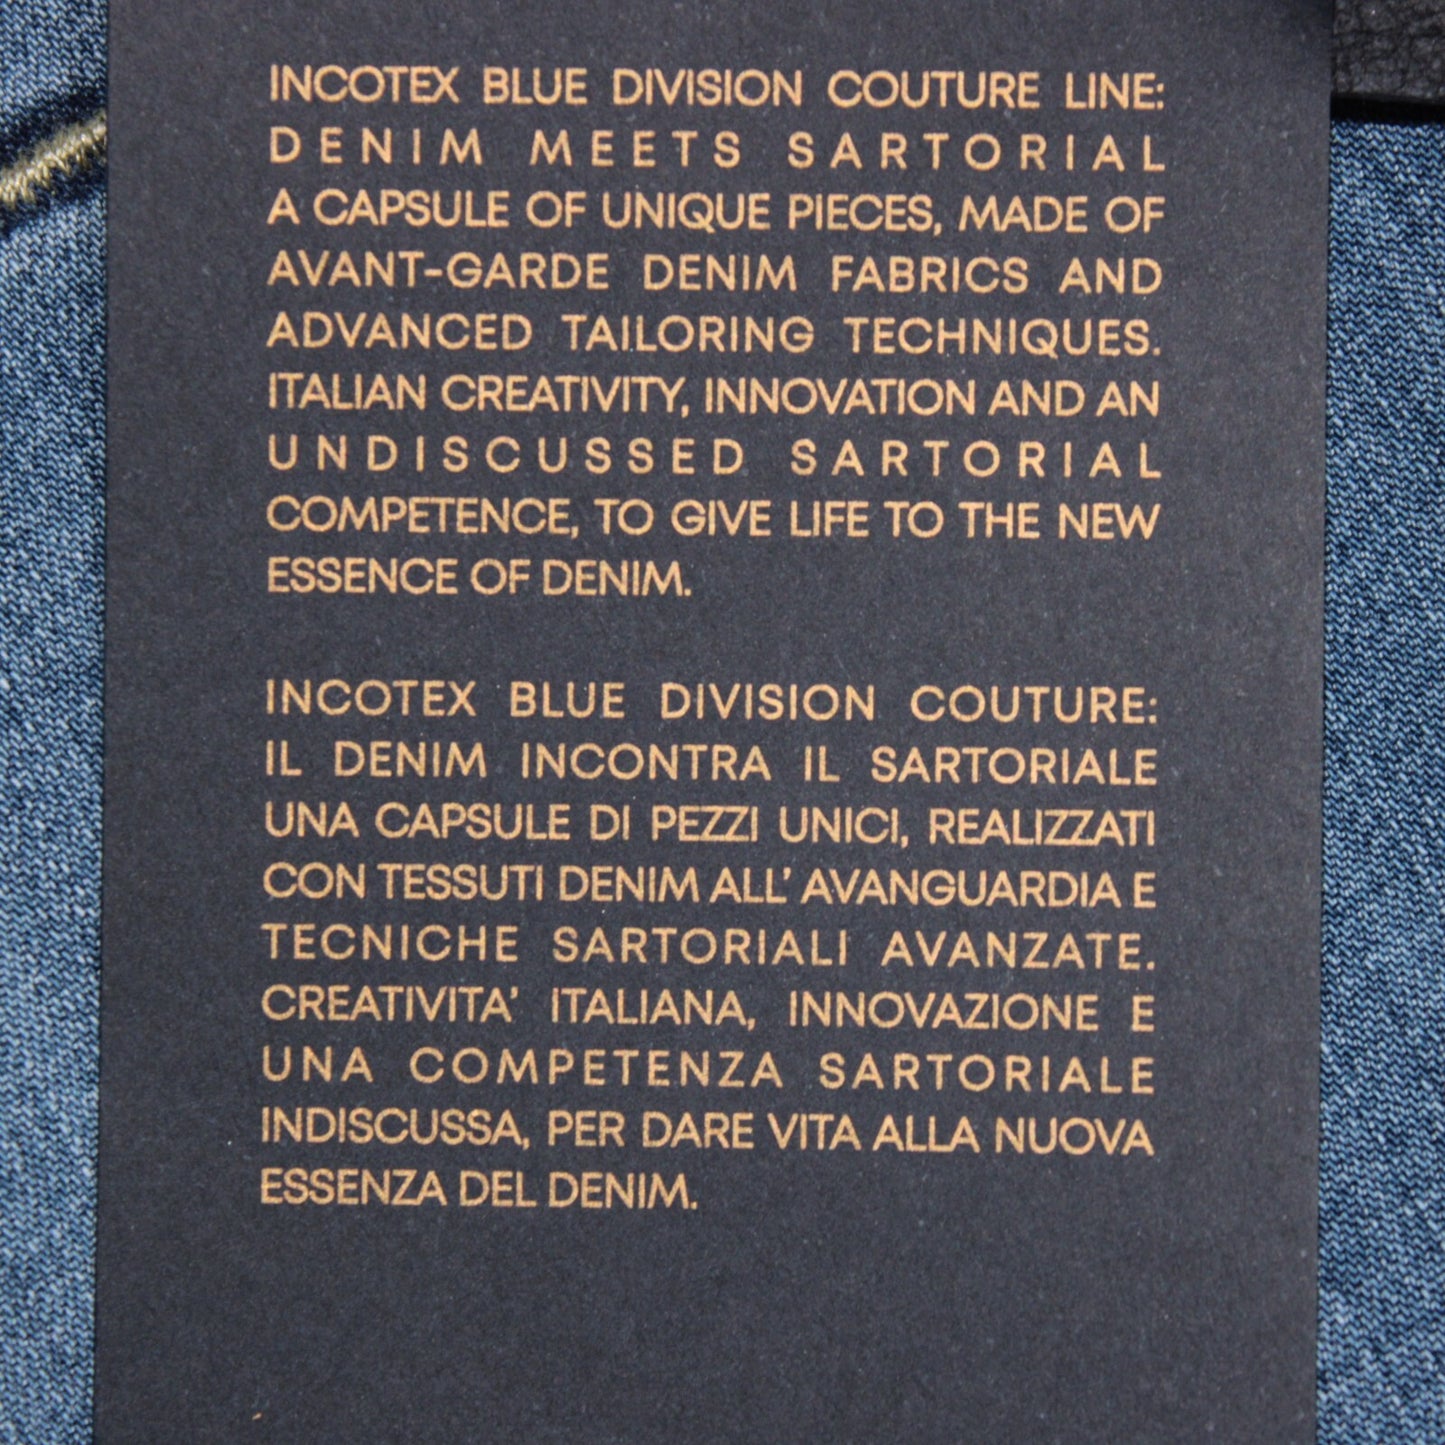 INCOTEX BLUE DIVISION COUTURE LINE:
DENIM MEETS SARTORIAL
A CAPSULE OF UNIQUE PIECES, MADE OF
AVANT-GARDE DENIM FABRICS AND
ADVANCED TAILORING TECHNIQUES.
ITALIAN CREATIVITY, INNOVATION AND AN
UNDISCUSSED SARTORIAL
COMPETENCE, TO GIVE LIFE TO THE NEW
ESSENCE OF DENIM.
INCOTEX BLUE DIVISION COUTURE:
IL DENIM INCONTRA IL SARTORIALE
UNA CAPSULE DI PEZZI UNICI, REALIZZATI
CON TESSUTI DENIM ALL' AVANGUARDIA E
TECNICHE SARTORIALI AVANZATE.
CREATIVITA' ITALIANA, INNOVAZIONE E
UNA COMPETENZA SARTORIALE
INDISCUSSA, PER DARE VITA ALLA NUOVA
ESSENZA DEL DENIM.